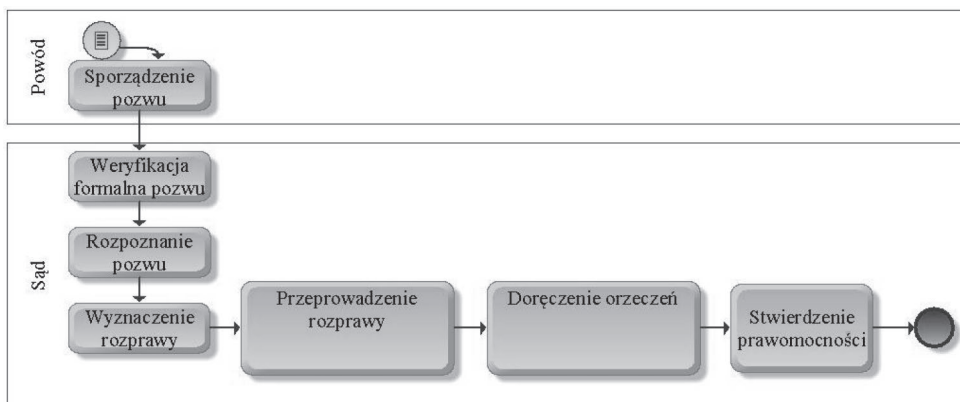 Powód
Sporządzenie
pozwu
Sąd
Weryfikacja
formalna pozwu
Rozpoznanie
pozwu
Wyznaczenie
rozprawy
Przeprowadzenie
rozprawy
Doręczenie orzeczeń
Stwierdzenie
prawomocności